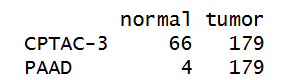 normal tumor
CPTAC-3 66 179
PAAD 4 179